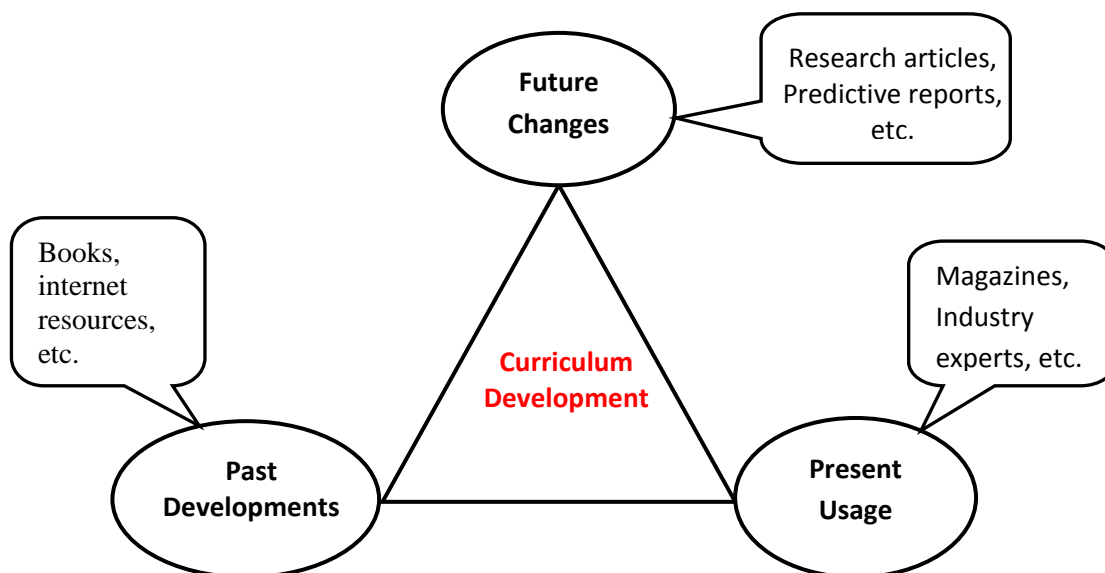 Future
Changes
Research articles,
Predictive reports,
etc.
Books,
internet
resources,
etc.
Magazines,
Industry
experts, etc.
Curriculum
Development
Past
Developments
Present
Usage